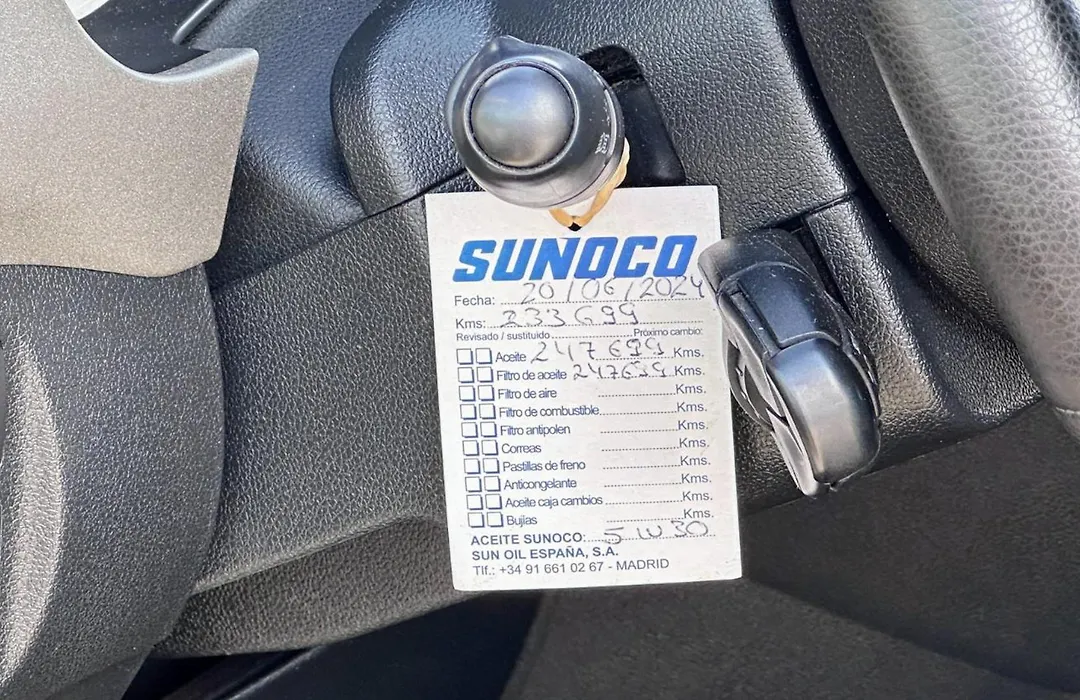 SUNOCO
Fecha: 20/06/2024
Kms: 233699
Revisado / sustituido Próximo cambio:
Aceite 247699 Kms.
Filtro de aceite 247699 Kms.
Filtro de aire Kms.
Filtro de combustible Kms.
Filtro antipolen Kms.
Correas Kms.
Pastillas de freno Kms.
Anticongelante Kms.
Aceite caja cambios Kms.
Bujías Kms.
ACEITE SUNOCO: 5W30
SUN OIL ESPAÑA, S.A.
Tlf.: +34 91 661 02 67 - MADRID